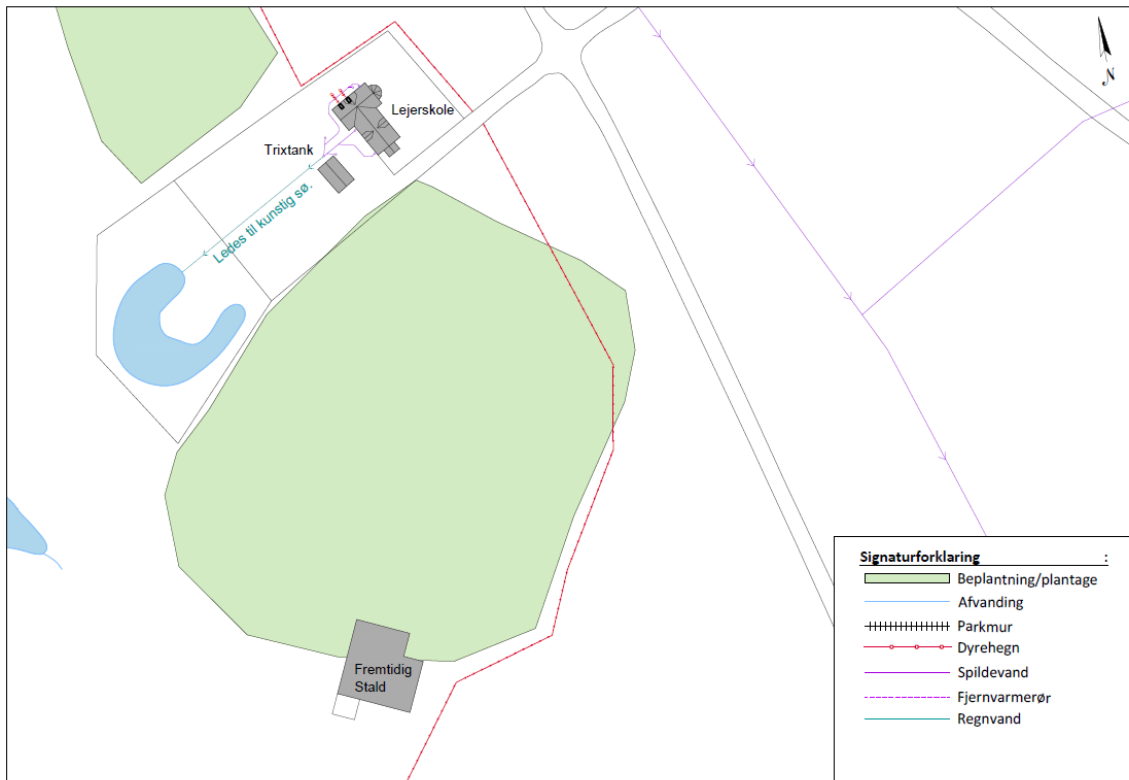 N
Lejerskole
Trixtank
Ledes til kunstig sø.
Fremtidig
Stald
Signaturforklaring :
Beplantning/plantage
Afvanding
Parkmur
Dyrehegn
Spildevand
Fjernvarmerør
Regnvand